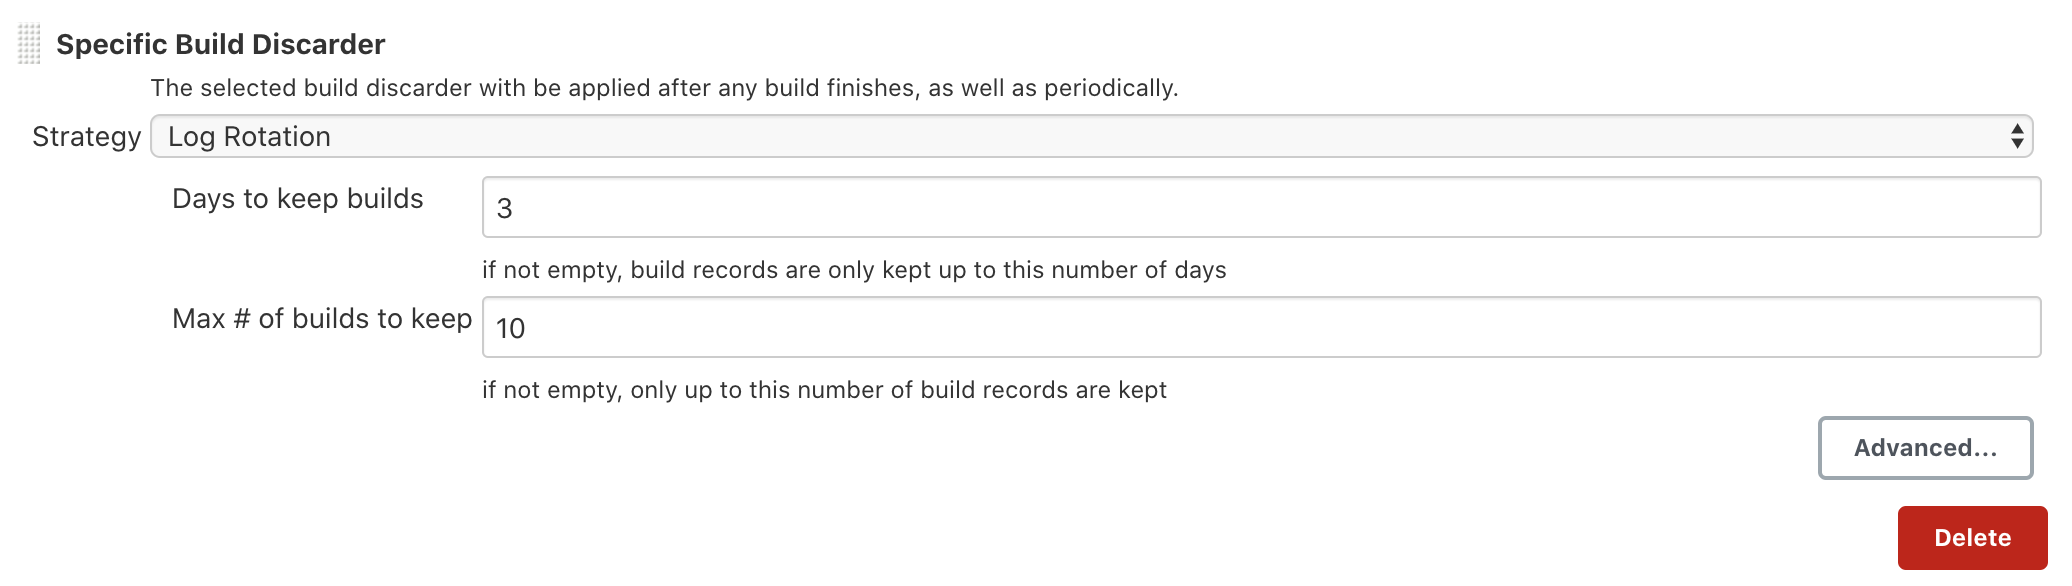 Specific Build Discarder
The selected build discarder with be applied after any build finishes, as well as periodically.
Strategy Log Rotation
Days to keep builds 3
if not empty, build records are only kept up to this number of days
Max # of builds to keep 10
if not empty, only up to this number of build records are kept
Advanced...
Delete